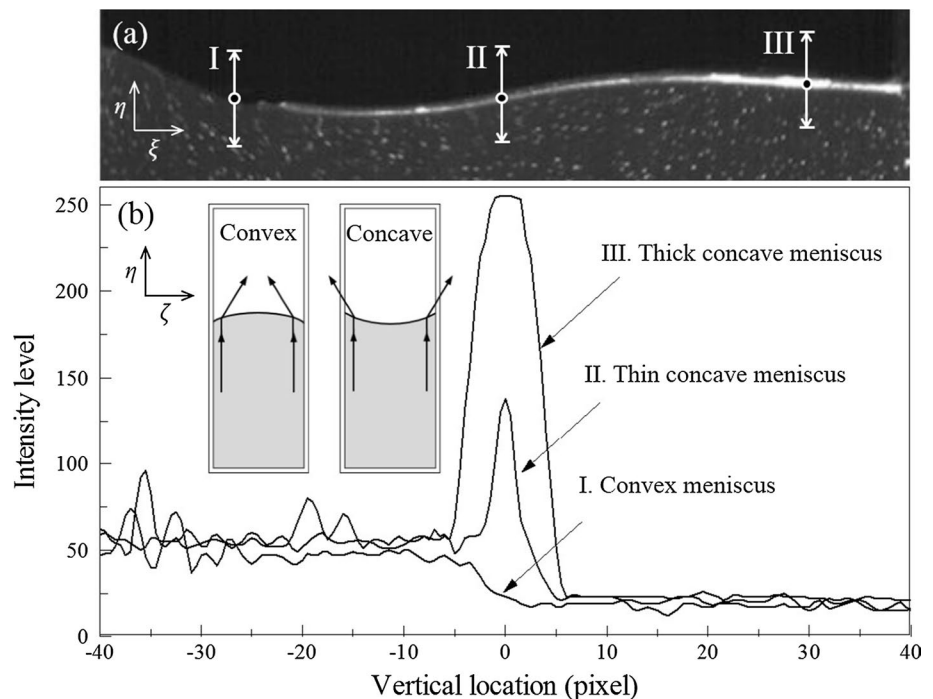 (a)
I
II
III
η
ξ
(b)
Convex
Concave
η
ζ
III. Thick concave meniscus
II. Thin concave meniscus
I. Convex meniscus
Intensity level
250
200
150
100
50
0
-40
-30
-20
-10
0
10
20
30
40
Vertical location (pixel)